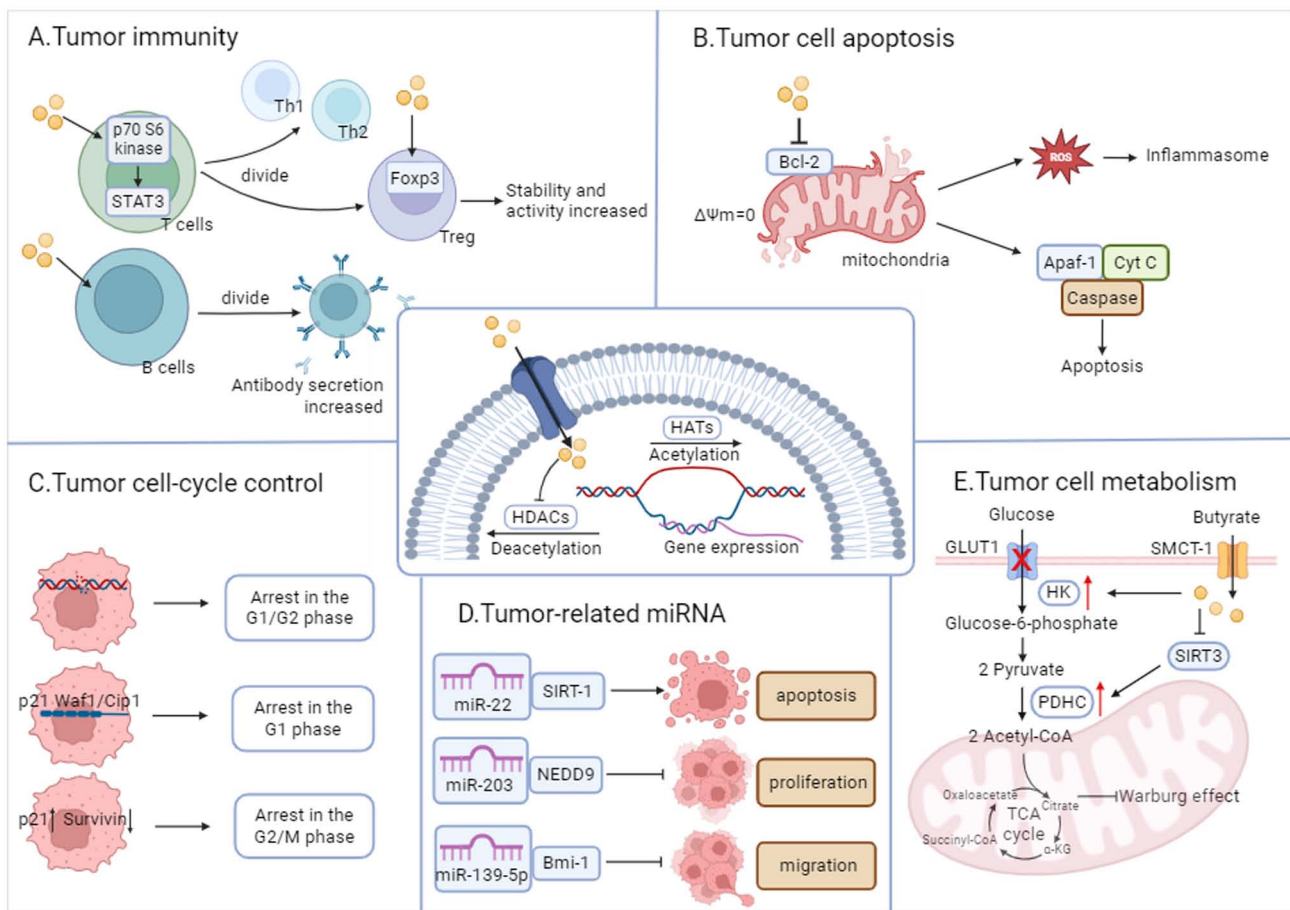 A.Tumor immunity
p70 S6
kinase
STAT3
T cells
Th1
Th2
divide
Foxp3
Treg
Stability and
activity increased
B cells
divide
Antibody secretion
increased
B.Tumor cell apoptosis
Bcl-2
ΔΨm=0
mitochondria
ROS
Inflammasome
Apaf-1
Cyt C
Caspase
Apoptosis
HATs
Acetylation
HDACs
Deacetylation
Gene expression
C.Tumor cell-cycle control
Arrest in the
G1/G2 phase
p21 Waf1/Cip1
Arrest in the
G1 phase
p21 Survivin
Arrest in the
G2/M phase
D.Tumor-related miRNA
miR-22
SIRT-1
apoptosis
miR-203
NEDD9
proliferation
miR-139-5p
Bmi-1
migration
E.Tumor cell metabolism
Glucose
Butyrate
GLUT1
X
SMCT-1
HK
Glucose-6-phosphate
SIRT3
2 Pyruvate
PDHC
2 Acetyl-CoA
Oxaloacetate
Citrate
Warburg effect
TCA
cycle
Succinyl-CoA
α-KG